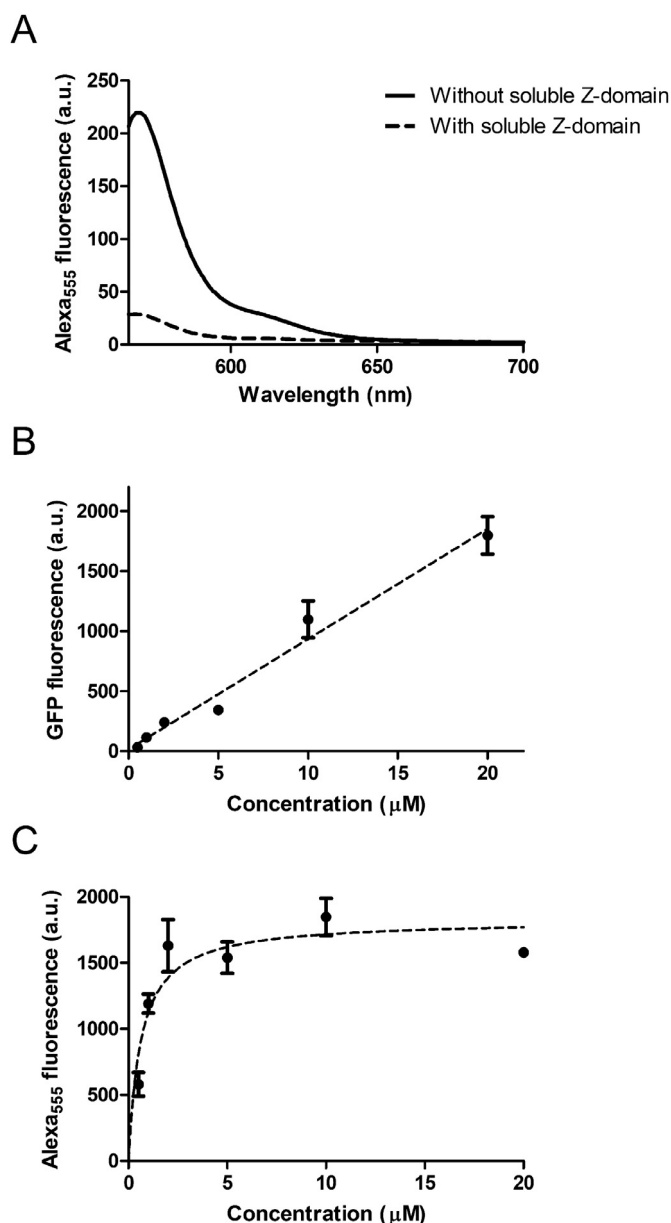 A
Alexa555 fluorescence (a.u.)
250
200
150
100
50
0
600
650
700
Wavelength (nm)
Without soluble Z-domain
With soluble Z-domain
B
GFP fluorescence (a.u.)
2000
1500
1000
500
0
0
5
10
15
20
Concentration (μM)
C
Alexa555 fluorescence (a.u.)
2000
1500
1000
500
0
0
5
10
15
20
Concentration (μM)